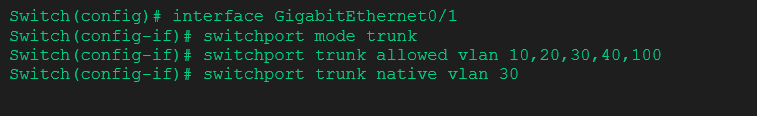 Switch(config)# interface GigabitEthernet0/1
Switch(config-if)# switchport mode trunk
Switch(config-if)# switchport trunk allowed vlan 10,20,30,40,100
Switch(config-if)# switchport trunk native vlan 30